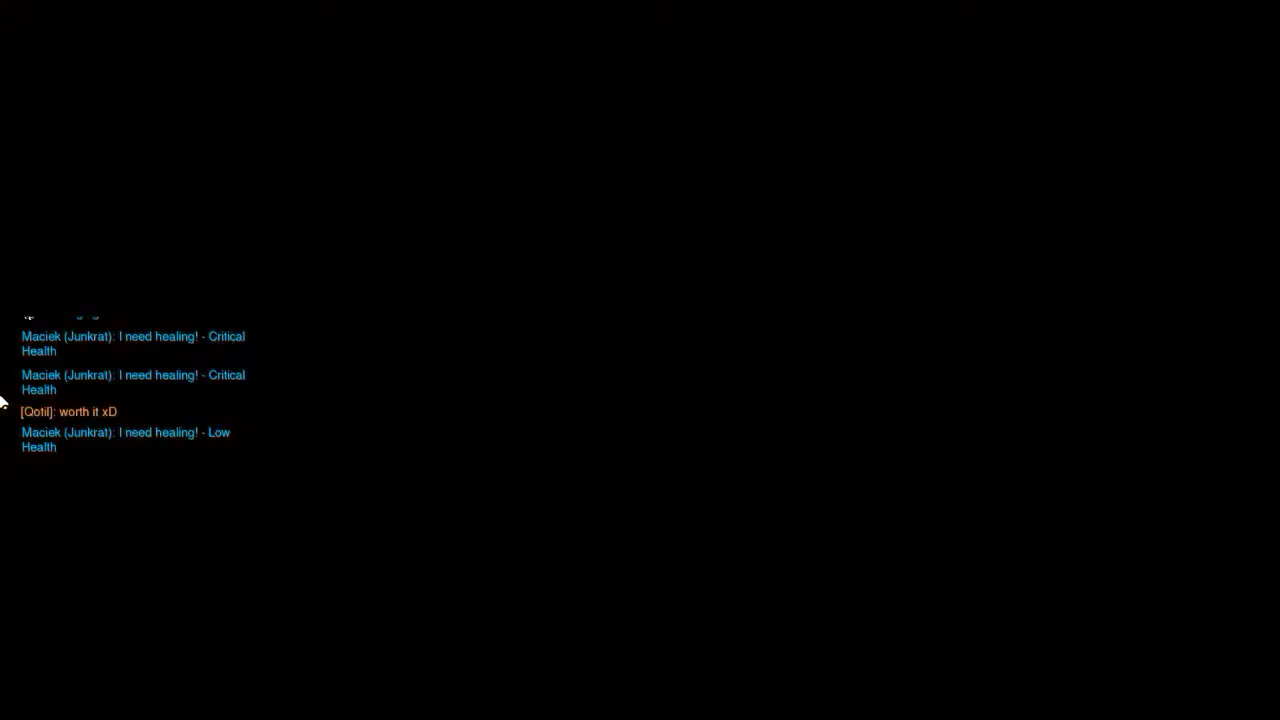 Maciek (Junkrat): I need healing! - Critical
Health
Maciek (Junkrat): I need healing! - Critical
Health
[Qotil]: worth it xD
Maciek (Junkrat): I need healing! - Low
Health